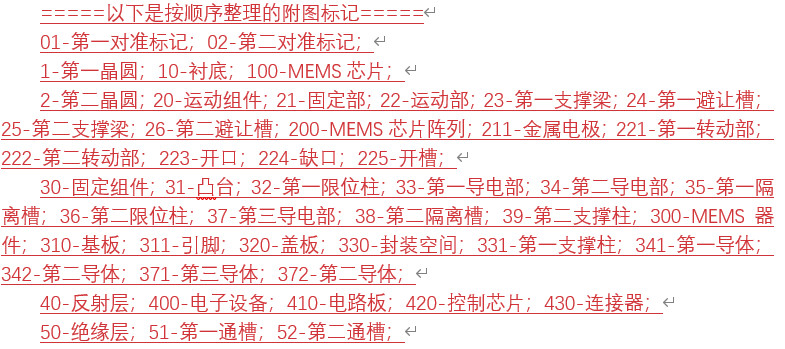 =====以下是按顺序整理的附图标记=====
01-第一对准标记；02-第二对准标记；
1-第一晶圆；10-衬底；100-MEMS 芯片；
2-第二晶圆；20-运动组件；21-固定部；22-运动部；23-第一支撑梁；24-第一避让槽；
25-第二支撑梁；26-第二避让槽；200-MEMS 芯片阵列；211-金属电极；221-第一转动部；
222-第二转动部；223-开口；224-缺口；225-开槽；
30-固定组件；31-凸台；32-第一限位柱；33-第一导电部；34-第二导电部；35-第一隔
离槽；36-第二限位柱；37-第三导电部；38-第二隔离槽；39-第二支撑柱；300-MEMS 器
件；310-基板；311-引脚；320-盖板；330-封装空间；331-第一支撑柱；341-第一导体；
342-第二导体；371-第三导体；372-第二导体；
40-反射层；400-电子设备；410-电路板；420-控制芯片；430-连接器；
50-绝缘层；51-第一通槽；52-第二通槽；